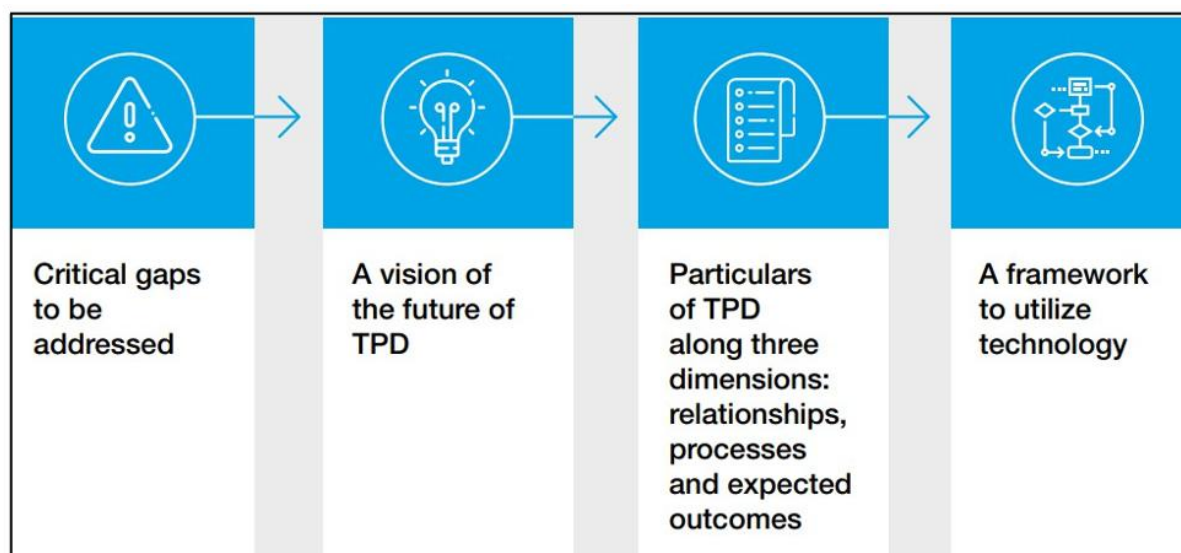 Critical gaps
to be
addressed
A vision of
the future of
TPD
Particulars
of TPD
along three
dimensions:
relationships,
processes
and expected
outcomes
A framework
to utilize
technology